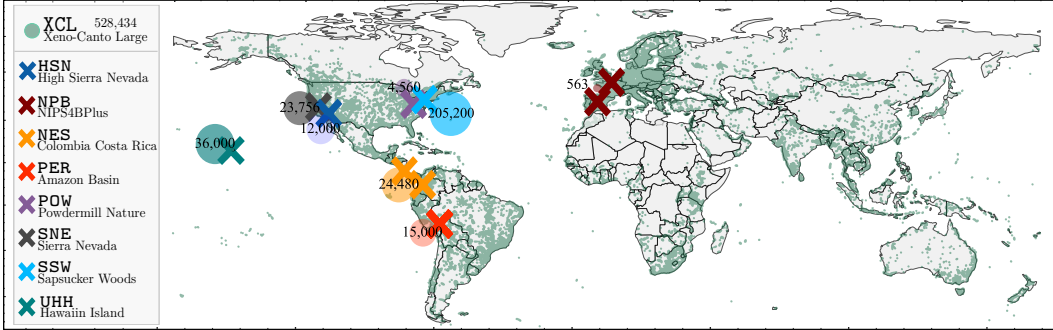 XCL 528,434
Xeno-Canto Large
HSN
High Sierra Nevada
NPB
NIPS4BPlus
NES
Colombia Costa Rica
PER
Amazon Basin
POW
Powdermill Nature
SNE
Sierra Nevada
SSW
Sapsucker Woods
UHH
Hawaiin Island
36,000
23,756
12,000
4,560
205,200
24,480
15,000
563